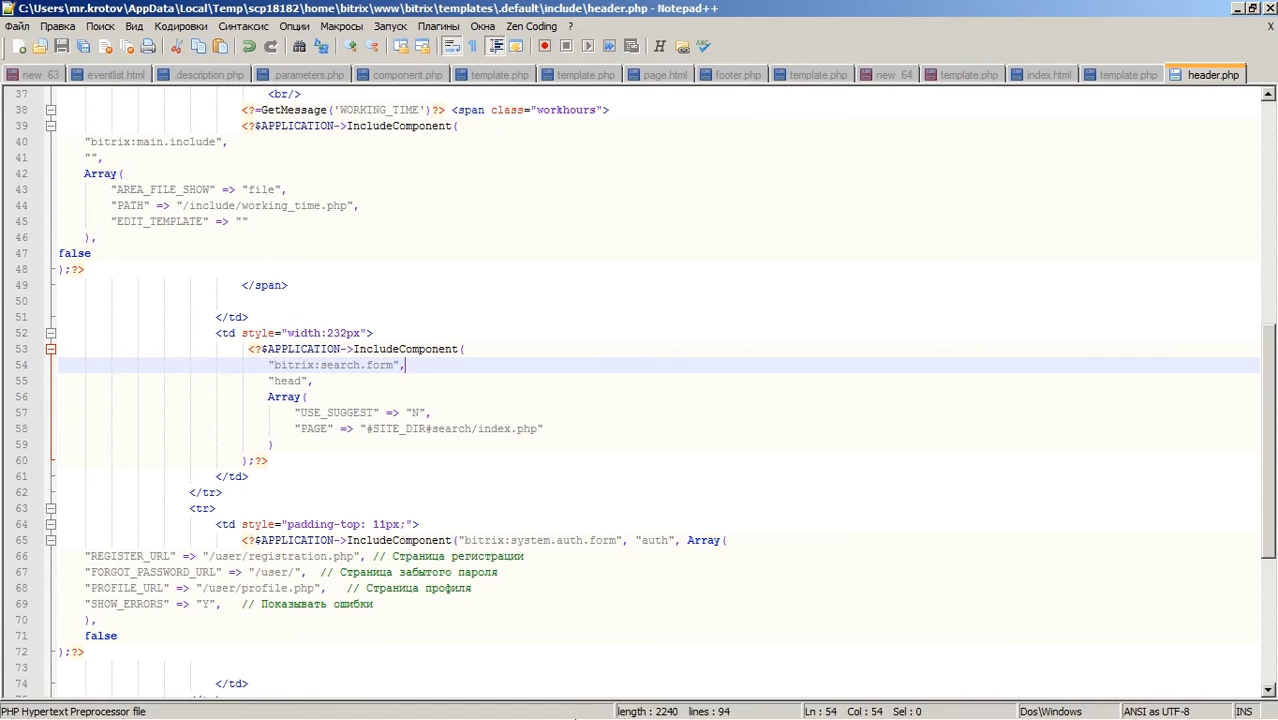 C:\Users\mr.krotov\AppData\Local\Temp\scp18182\home\bitrix\www\bitrix\templates\.default\include\header.php - Notepad++
Файл Правка Поиск Вид Кодировки Синтаксис Опции Макросы Запуск Плагины Окна Zen Coding ? X
new 63 eventlist.html description.php parameters.php component.php template.php template.php page.html footer.php template.php new 64 template.php index.html template.php header.php
37 <br/>
38 <?=GetMessage('WORKING_TIME')?> <span class="workhours">
39 <?$APPLICATION->IncludeComponent(
40 "bitrix:main.include",
41 "",
42 Array(
43 "AREA_FILE_SHOW" => "file",
44 "PATH" => "/include/working_time.php",
45 "EDIT_TEMPLATE" => ""
46 ),
47 false
48 );?>
49 </span>
50
51 </td>
52 <td style="width:232px">
53 <?$APPLICATION->IncludeComponent(
54 "bitrix:search.form",
55 "head",
56 Array(
57 "USE_SUGGEST" => "N",
58 "PAGE" => "#SITE_DIR#search/index.php"
59 )
60 );?>
61 </td>
62 </tr>
63 <tr>
64 <td style="padding-top: 11px;">
65 <?$APPLICATION->IncludeComponent("bitrix:system.auth.form", "auth", Array(
66 "REGISTER_URL" => "/user/registration.php", // Страница регистрации
67 "FORGOT_PASSWORD_URL" => "/user/", // Страница забытого пароля
68 "PROFILE_URL" => "/user/profile.php", // Страница профиля
69 "SHOW_ERRORS" => "Y", // Показывать ошибки
70 ),
71 false
72 );?>
73
74 </td>
PHP Hypertext Preprocessor file length : 2240 lines : 94 Ln : 54 Col : 54 Sel : 0 Dos\Windows ANSI as UTF-8 INS